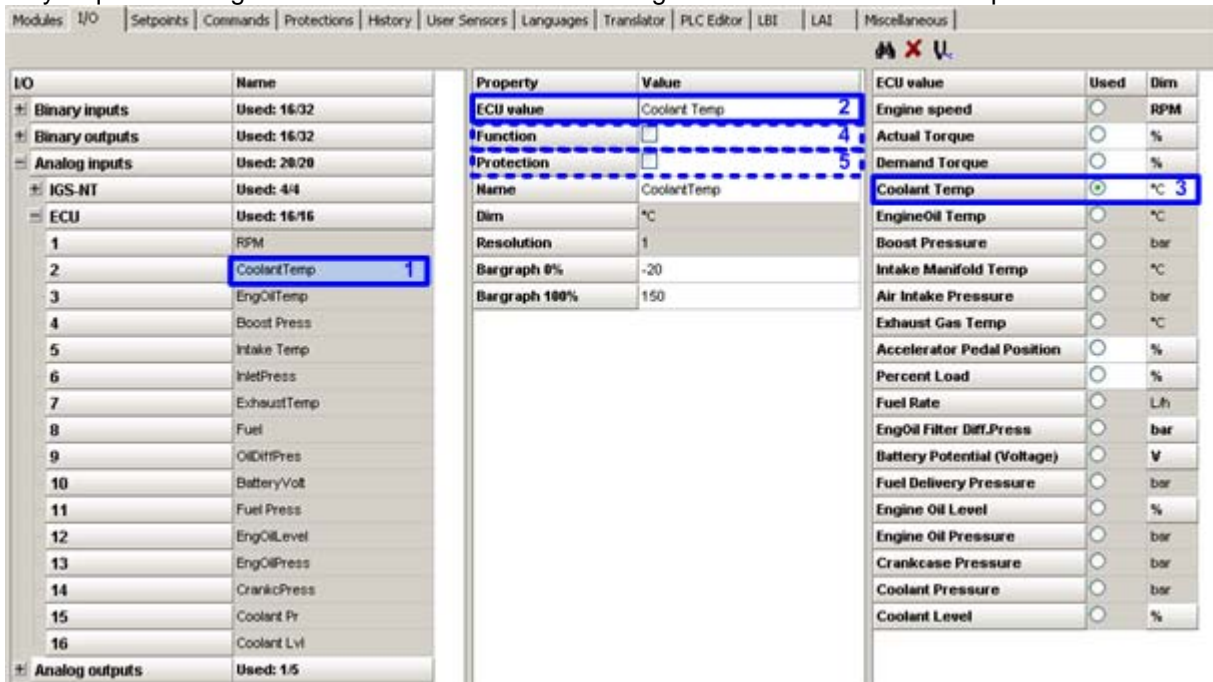 Modules I/O Setpoints Commands Protections History User Sensors Languages Translator PLC Editor LBI LAI Miscellaneous
I/O Name
Binary inputs Used: 16/32
Binary outputs Used: 16/32
Analog inputs Used: 20/20
IGS-NT Used: 4/4
ECU Used: 16/16
1 RPM
2 CoolantTemp 1
3 EngOilTemp
4 Boost Press
5 Intake Temp
6 InletPress
7 ExhaustTemp
8 Fuel
9 OilDiffPres
10 BatteryVolt
11 Fuel Press
12 EngOilLevel
13 EngOilPress
14 CrankcPress
15 Coolant Pr
16 Coolant Lvl
Analog outputs Used: 1/5
Property Value
ECU value Coolant Temp 2
Function 4
Protection 5
Name CoolantTemp
Dim °C
Resolution 1
Bargraph 0% -20
Bargraph 100% 150
ECU value Used Dim
Engine speed RPM
Actual Torque %
Demand Torque %
Coolant Temp °C 3
EngineOil Temp °C
Boost Pressure bar
Intake Manifold Temp °C
Air Intake Pressure bar
Exhaust Gas Temp °C
Accelerator Pedal Position %
Percent Load %
Fuel Rate L/h
EngOil Filter Diff.Press bar
Battery Potential (Voltage) V
Fuel Delivery Pressure bar
Engine Oil Level %
Engine Oil Pressure bar
Crankcase Pressure bar
Coolant Pressure bar
Coolant Level %